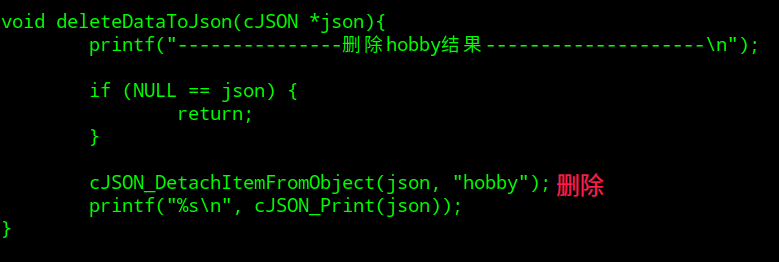 void deleteDataToJson(cJSON *json){
printf("---------------删除hobby结果--------------------\n");
if (NULL == json) {
return;
}
cJSON_DetachItemFromObject(json, "hobby"); 删除
printf("%s\n", cJSON_Print(json));
}